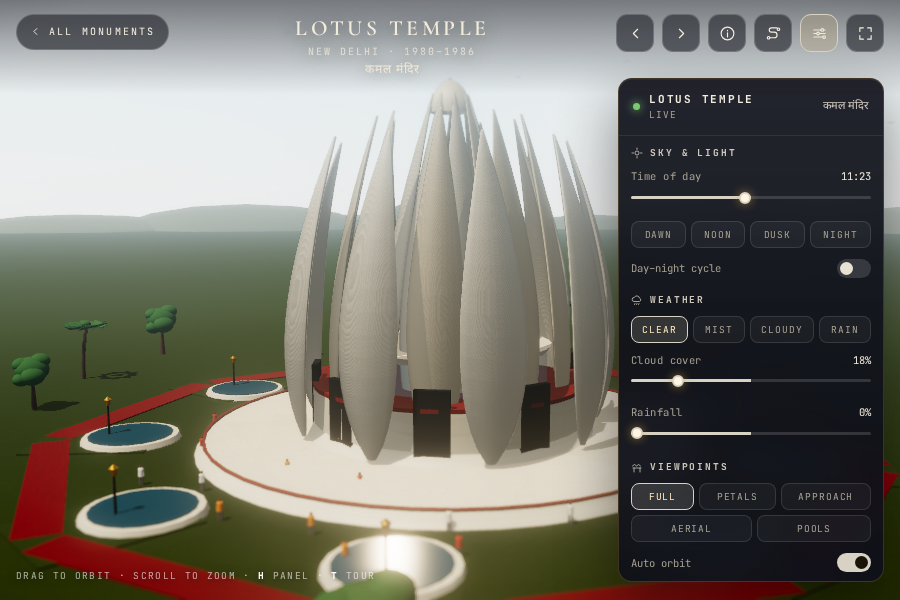 ALL MONUMENTS
LOTUS TEMPLE
NEW DELHI · 1980–1986
कमल मंदिर
LOTUS TEMPLE
LIVE
कमल मंदिर
SKY & LIGHT
Time of day 11:23
DAWN NOON DUSK NIGHT
Day-night cycle
WEATHER
CLEAR MIST CLOUDY RAIN
Cloud cover 18%
Rainfall 0%
VIEWPOINTS
FULL PETALS APPROACH
AERIAL POOLS
Auto orbit
DRAG TO ORBIT · SCROLL TO ZOOM · H PANEL · T TOUR